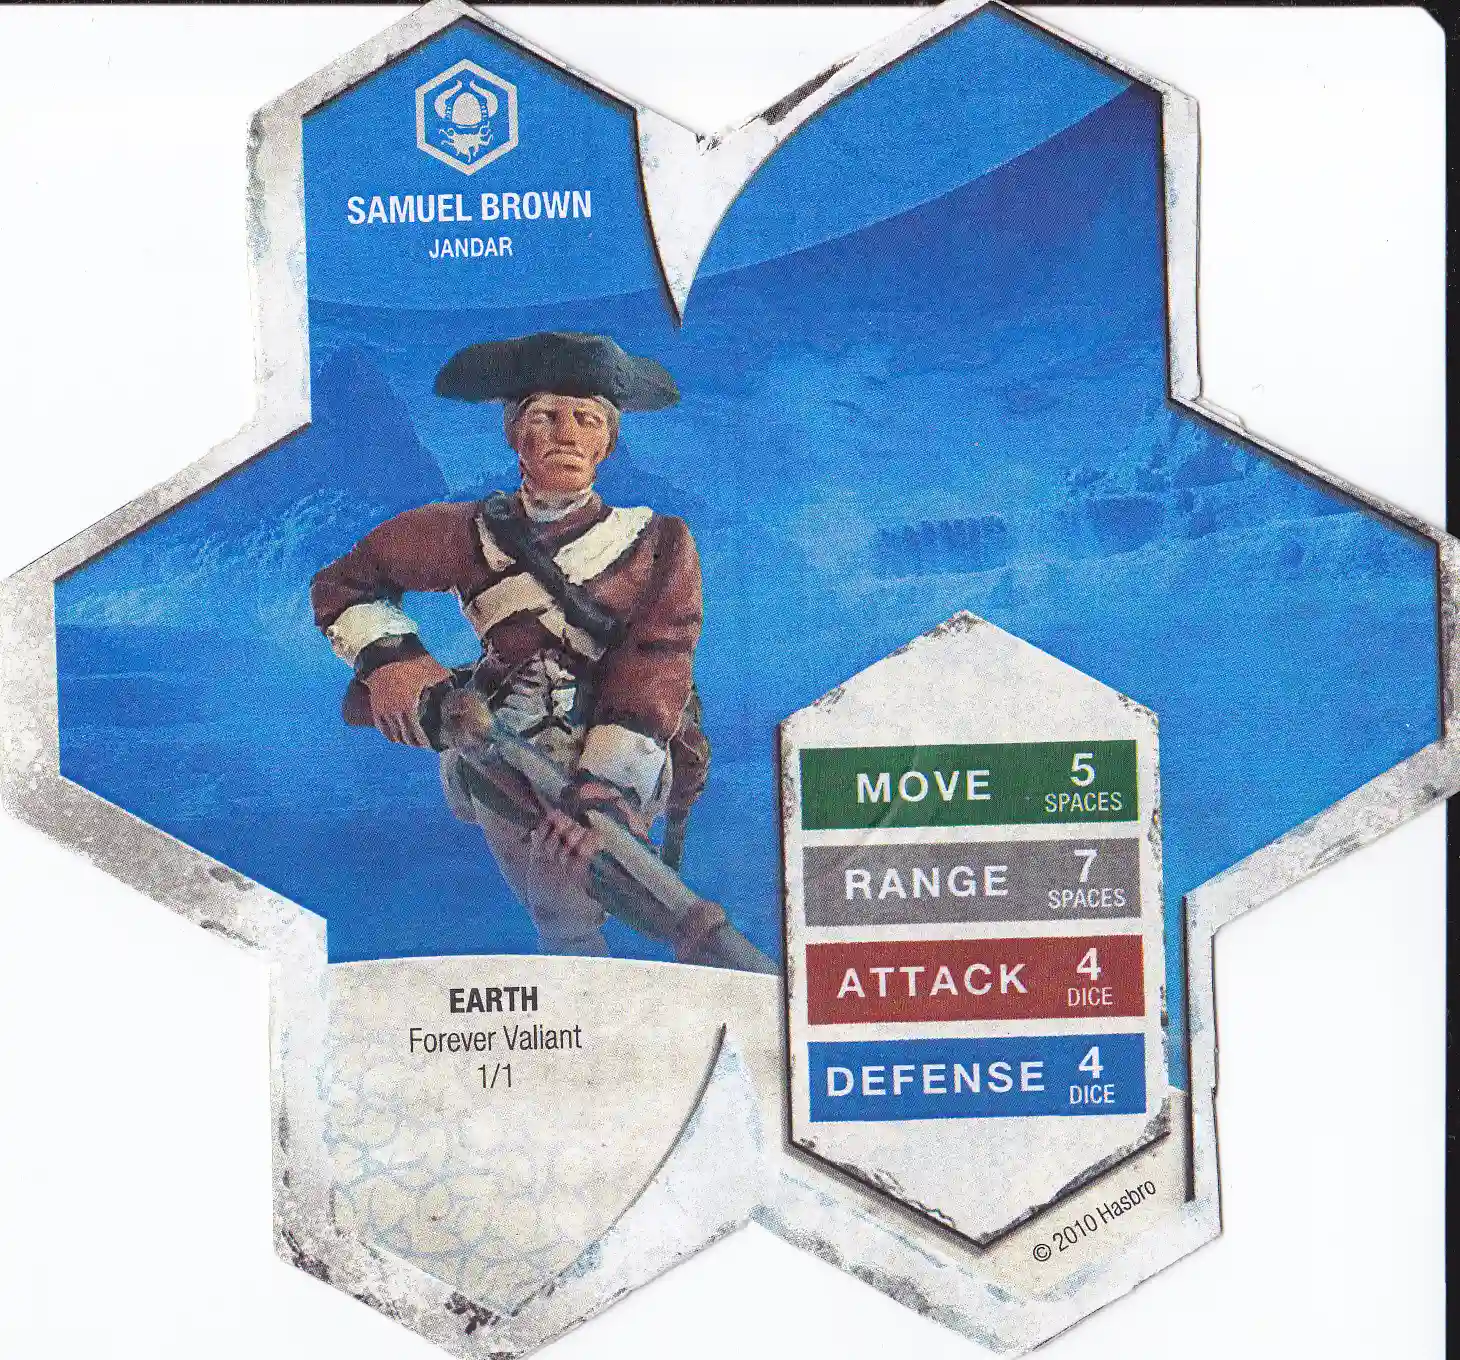 SAMUEL BROWN
JANDAR
MOVE 5 SPACES
RANGE 7 SPACES
ATTACK 4 DICE
DEFENSE 4 DICE
EARTH
Forever Valiant
1/1
© 2010 Hasbro